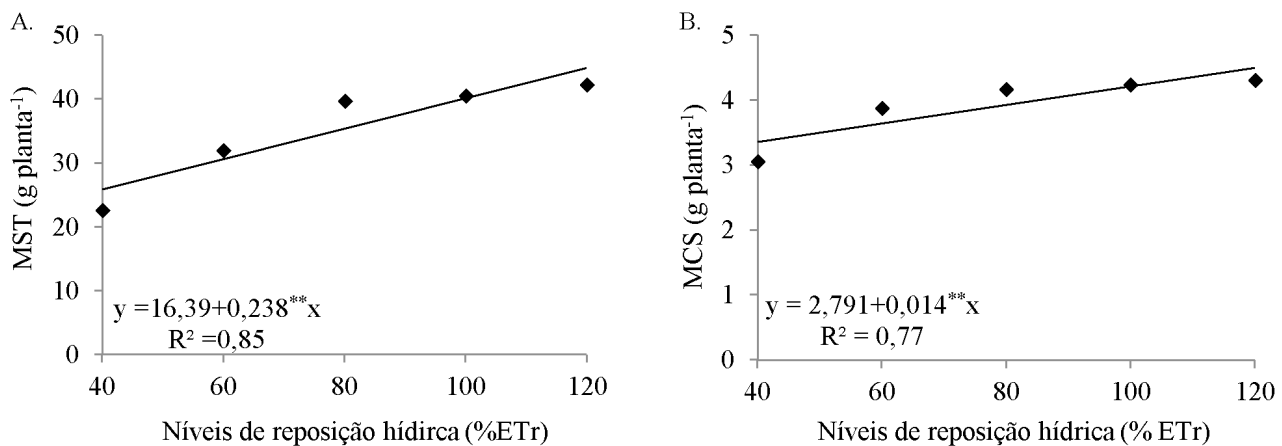 A.
MST (g planta⁻¹)
50
40
30
20
10
0
y =16,39+0,238**x
R² =0,85
40 60 80 100 120
Níveis de reposição hídirca (%ETr)
B.
MCS (g planta⁻¹)
5
4
3
2
1
0
y = 2,791+0,014**x
R² = 0,77
40 60 80 100 120
Níveis de reposição hídrica (% ETr)